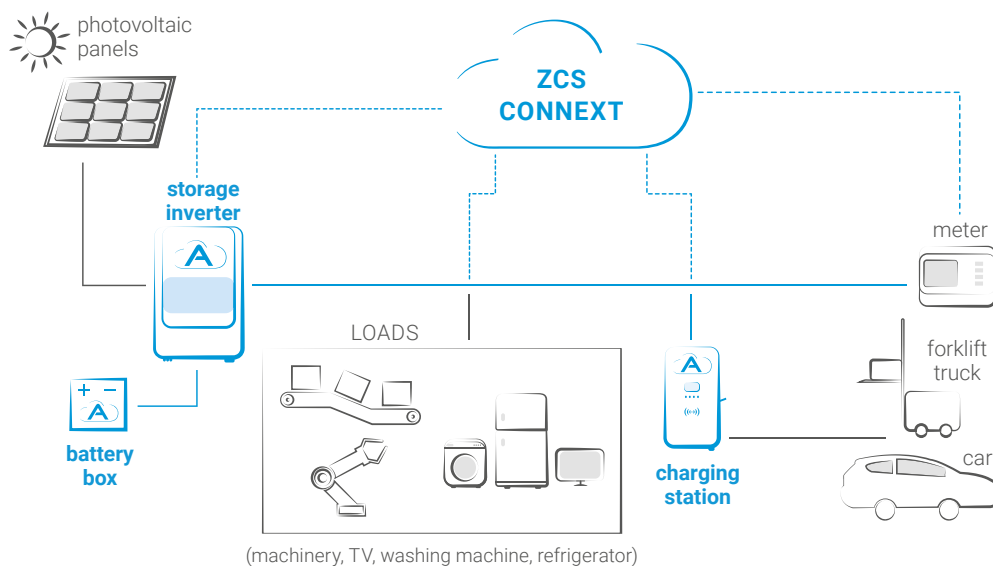 photovoltaic
panels
ZCS
CONNEXT
storage
inverter
A
meter
LOADS
A
forklift
truck
+ −
A
battery
box
charging
station
car
(machinery, TV, washing machine, refrigerator)